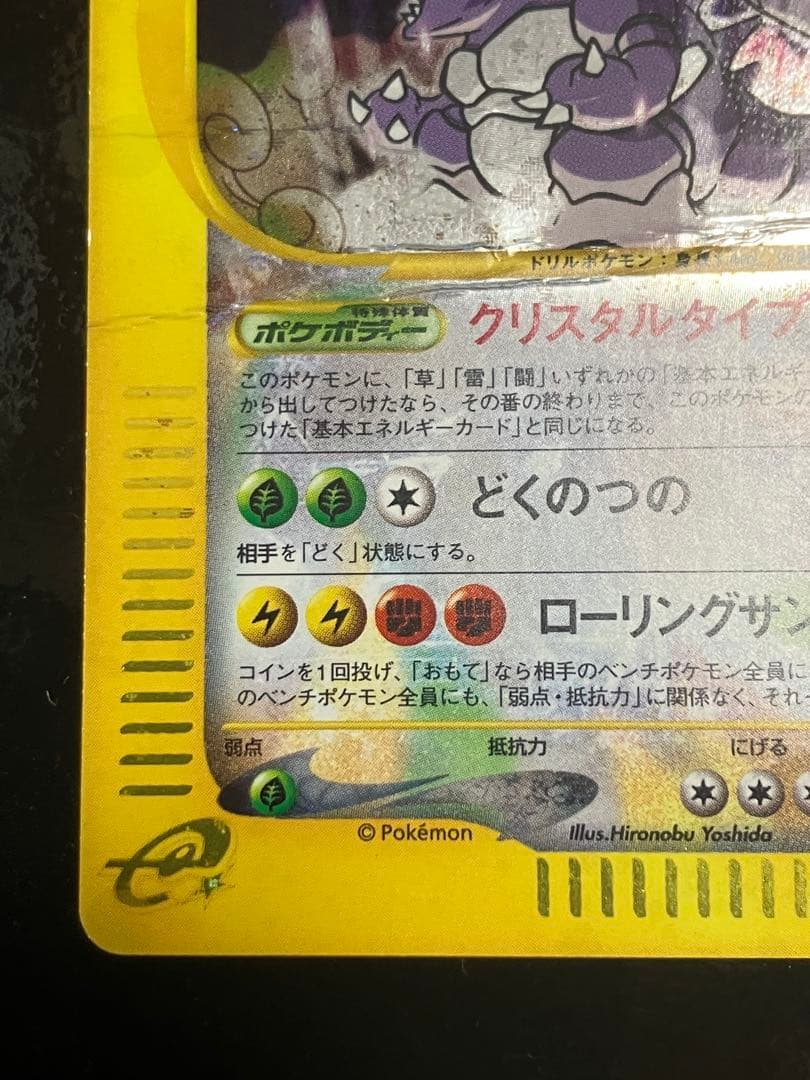 ドリルポケモン：身長
特殊体質
ポケボディー
クリスタルタイプ
このポケモンに、「草」「雷」「闘」いずれかの「基本エネルギ
から出してつけたなら、その番の終わりまで、このポケモンの
つけた「基本エネルギーカード」と同じになる。
どくのつの
相手を「どく」状態にする。
ローリングサン
コインを1回投げ、「おもて」なら相手のベンチポケモン全員に
のベンチポケモン全員にも、「弱点・抵抗力」に関係なく、それ
弱点 抵抗力 にげる
© Pokémon Illus.Hironobu Yoshida
e